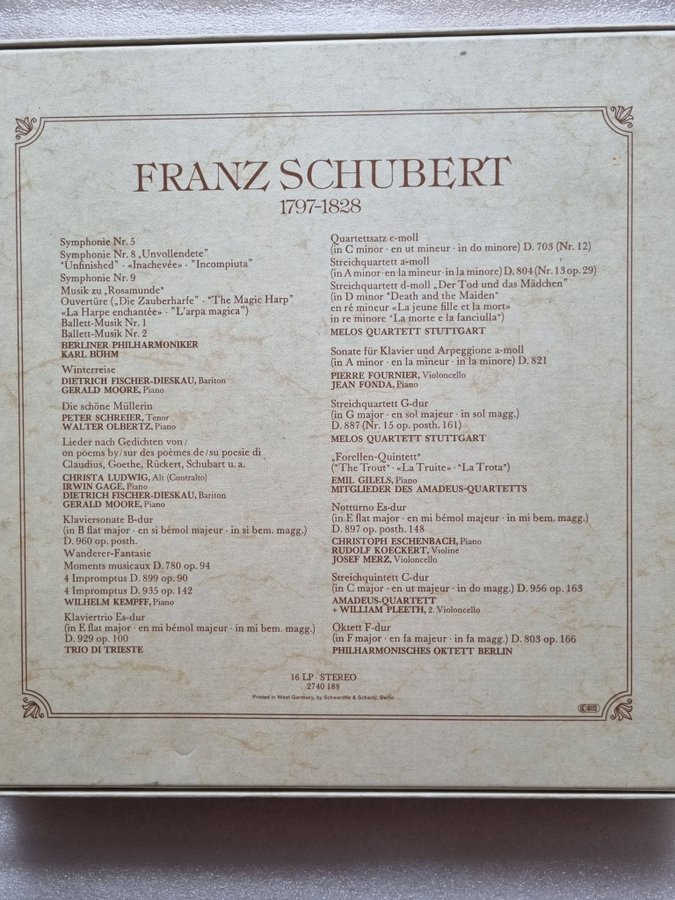 FRANZ SCHUBERT
1797-1828
Symphonie Nr. 5
Symphonie Nr. 8 „Unvollendete"
"Unfinished" · «Inachevée» · "Incompiuta"
Symphonie Nr. 9
Musik zu „Rosamunde"
Ouvertüre („Die Zauberharfe" · "The Magic Harp"
«La Harpe enchantée» · "L'arpa magica")
Ballett-Musik Nr. 1
Ballett-Musik Nr. 2
BERLINER PHILHARMONIKER
KARL BÖHM
Winterreise
DIETRICH FISCHER-DIESKAU, Bariton
GERALD MOORE, Piano
Die schöne Müllerin
PETER SCHREIER, Tenor
WALTER OLBERTZ, Piano
Lieder nach Gedichten von/
on poems by/sur des poèmes de/su poesie di
Claudius, Goethe, Rückert, Schubart u. a.
CHRISTA LUDWIG, Alt (Contralto)
IRWIN GAGE, Piano
DIETRICH FISCHER-DIESKAU, Bariton
GERALD MOORE, Piano
Klaviersonate B-dur
(in B flat major · en si bémol majeur · in si bem. magg.)
D. 960 op. posth.
Wanderer-Fantasie
Moments musicaux D. 780 op. 94
4 Impromptus D. 899 op. 90
4 Impromptus D. 935 op. 142
WILHELM KEMPFF, Piano
Klaviertrio Es-dur
(in E flat major · en mi bémol majeur · in mi bem. magg.)
D. 929 op. 100
TRIO DI TRIESTE
Quartettsatz c-moll
(in C minor · en ut mineur · in do minore) D. 703 (Nr. 12)
Streichquartett a-moll
(in A minor · en la mineur · in la minore) D. 804 (Nr. 13 op. 29)
Streichquartett d-moll „Der Tod und das Mädchen"
(in D minor "Death and the Maiden"
en ré mineur «La jeune fille et la mort»
in re minore "La morte e la fanciulla")
MELOS QUARTETT STUTTGART
Sonate für Klavier und Arpeggione a-moll
(in A minor · en la mineur · in la minore) D. 821
PIERRE FOURNIER, Violoncello
JEAN FONDA, Piano
Streichquartett G-dur
(in G major · en sol majeur · in sol magg.)
D. 887 (Nr. 15 op. posth. 161)
MELOS QUARTETT STUTTGART
„Forellen-Quintett"
("The Trout" · «La Truite» · "La Trota")
EMIL GILELS, Piano
MITGLIEDER DES AMADEUS-QUARTETTS
Notturno Es-dur
(in E flat major · en mi bémol majeur · in mi bem. magg.)
D. 897 op. posth. 148
CHRISTOPH ESCHENBACH, Piano
RUDOLF KOECKERT, Violine
JOSEF MERZ, Violoncello
Streichquintett C-dur
(in C major · en ut majeur · in do magg.) D. 956 op. 163
AMADEUS-QUARTETT
+ WILLIAM PLEETH, 2. Violoncello
Oktett F-dur
(in F major · en fa majeur · in fa magg.) D. 803 op. 166
PHILHARMONISCHES OKTETT BERLIN
16 LP · STEREO
2740 188
Printed in West Germany, by Schwerdtle & Schantz, Berlin